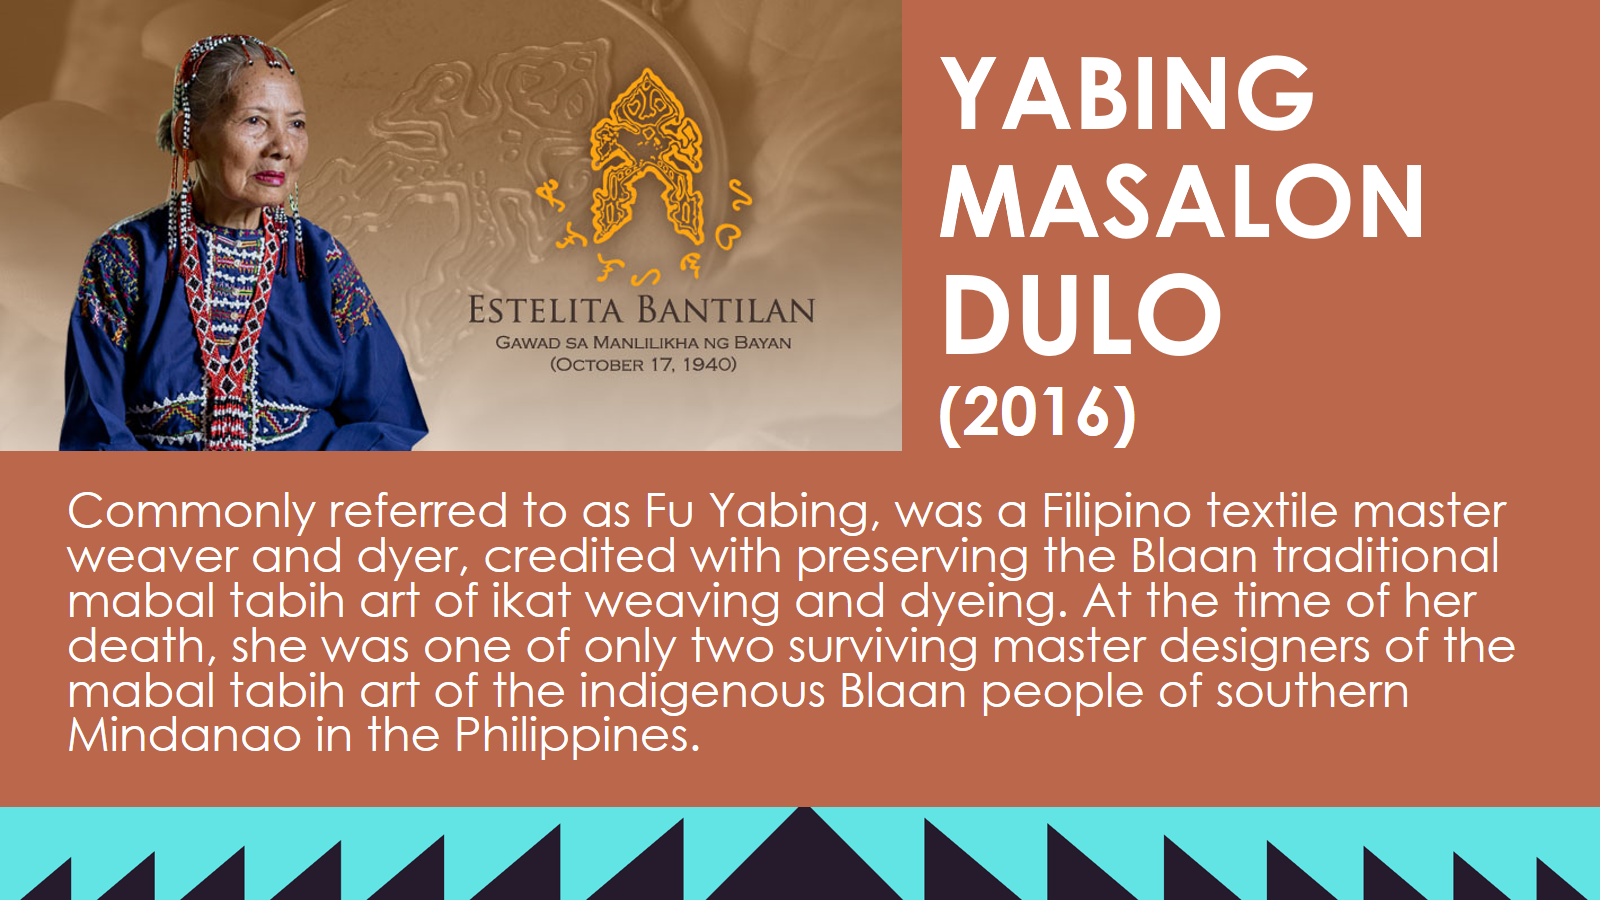 ESTELITA BANTILAN
GAWAD SA MANLILIKHA NG BAYAN
(OCTOBER 17, 1940)
YABING
MASALON
DULO
(2016)
Commonly referred to as Fu Yabing, was a Filipino textile master
weaver and dyer, credited with preserving the Blaan traditional
mabal tabih art of ikat weaving and dyeing. At the time of her
death, she was one of only two surviving master designers of the
mabal tabih art of the indigenous Blaan people of southern
Mindanao in the Philippines.